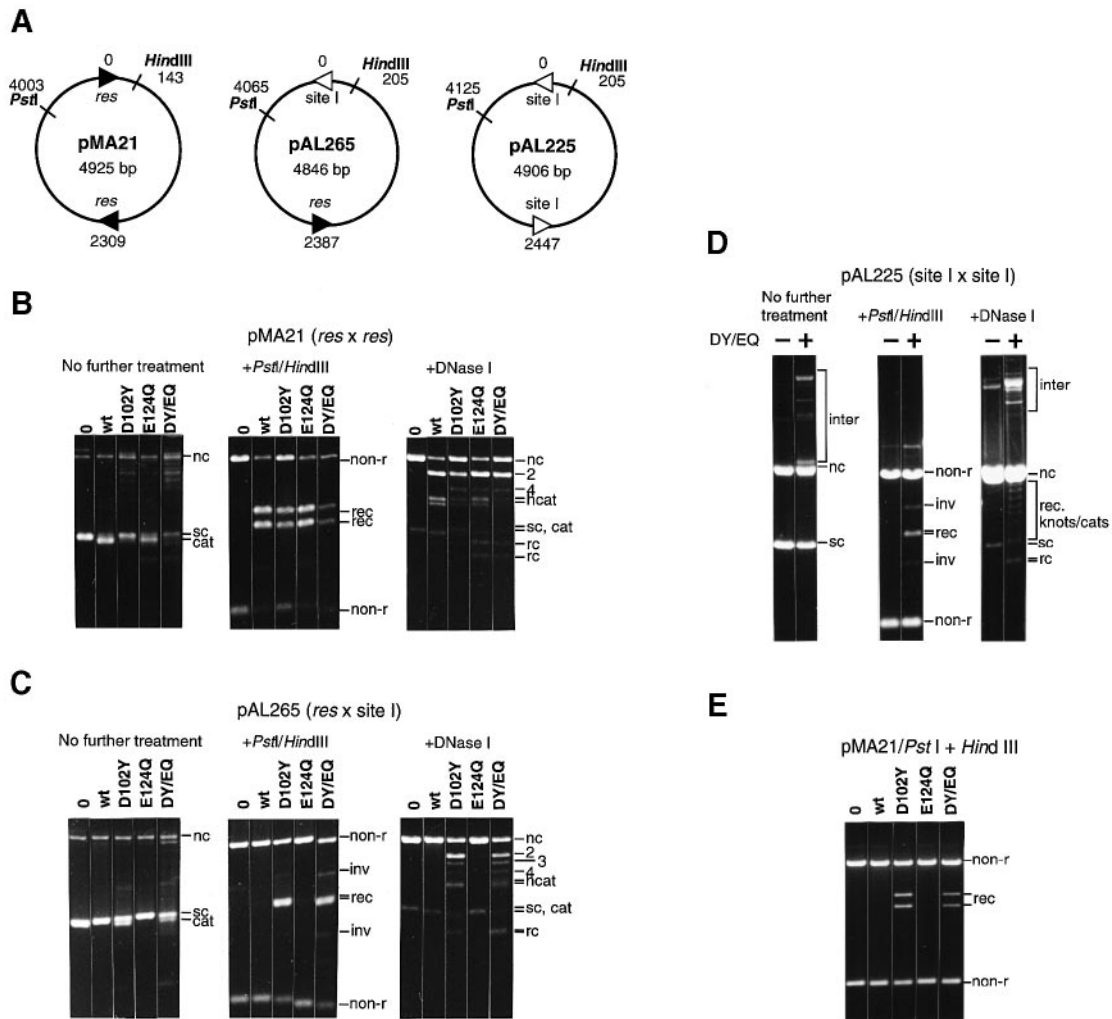 A
0
HindIII
143
4003
PstI
res
pMA21
4925 bp
res
2309
0
HindIII
205
4065
PstI
site I
pAL265
4846 bp
res
2387
0
HindIII
205
4125
PstI
site I
pAL225
4906 bp
site I
2447
B
pMA21 (res x res)
No further treatment
0 wt D102Y E124Q DY/EQ
nc
sc
cat
+PstI/HindIII
0 wt D102Y E124Q DY/EQ
non-r
rec
rec
non-r
+DNase I
0 wt D102Y E124Q DY/EQ
nc
2
4
ncat
sc, cat
rc
rc
C
pAL265 (res x site I)
No further treatment
0 wt D102Y E124Q DY/EQ
nc
sc
cat
+PstI/HindIII
0 wt D102Y E124Q DY/EQ
non-r
inv
rec
inv
non-r
+DNase I
0 wt D102Y E124Q DY/EQ
nc
2
3
4
ncat
sc, cat
rc
D
pAL225 (site I x site I)
No further
treatment
+PstI/HindIII
+DNase I
DY/EQ − + − + − +
inter
nc
sc
non-r
inv
rec
inv
non-r
inter
nc
rec.
knots/cats
sc
rc
E
pMA21/Pst I + Hind III
0 wt D102Y E124Q DY/EQ
non-r
rec
non-r